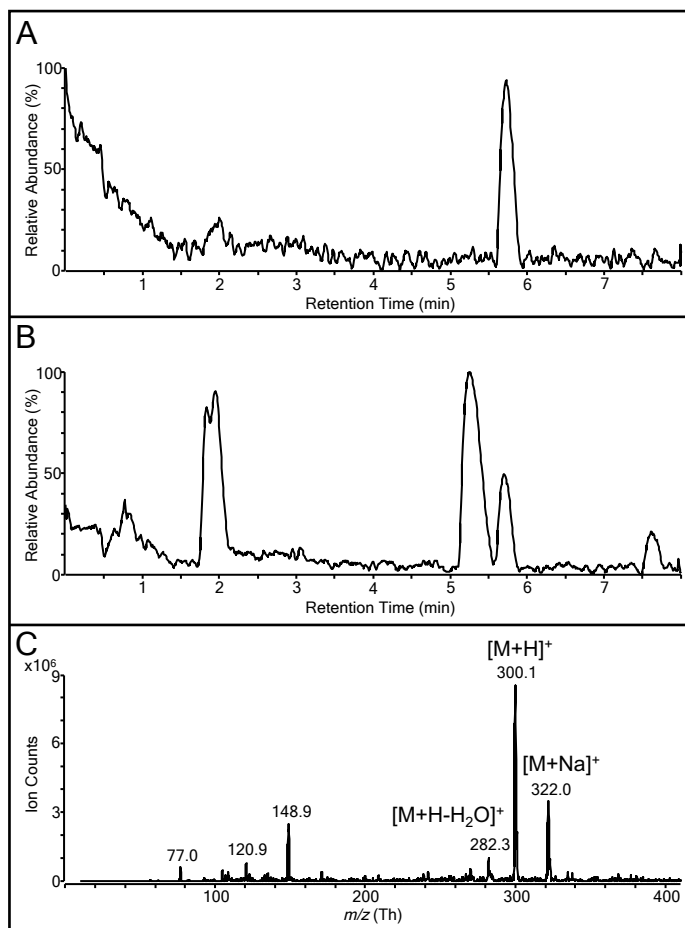 A
100
50
0
Relative Abundance (%)
1 2 3 4 5 6 7
Retention Time (min)
B
100
50
0
Relative Abundance (%)
1 2 3 4 5 6 7
Retention Time (min)
C
x10⁶
9
6
3
0
Ion Counts
[M+H]⁺
300.1
[M+Na]⁺
322.0
[M+H-H₂O]⁺
282.3
148.9
120.9
77.0
100 200 300 400
m/z (Th)